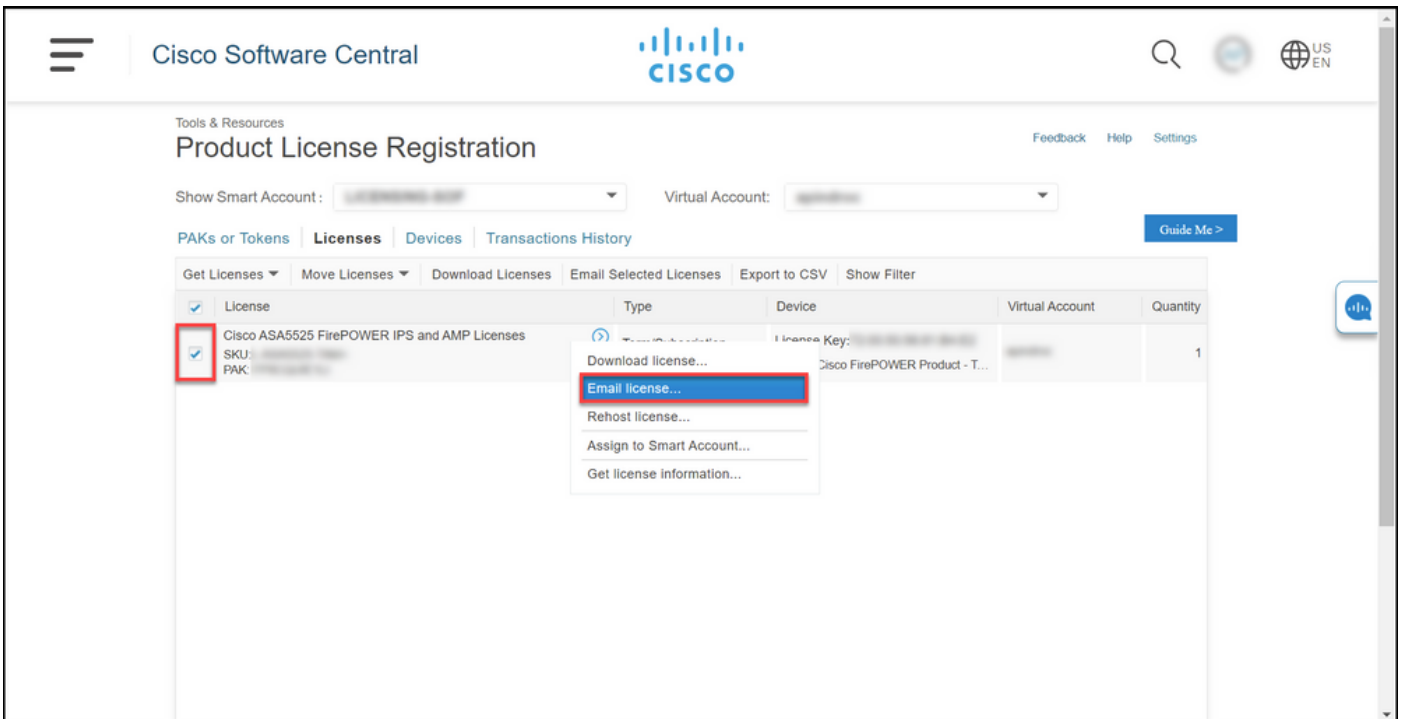 Cisco Software Central
CISCO
US
EN
Tools & Resources
Product License Registration
Feedback Help Settings
Show Smart Account :
Virtual Account:
PAKs or Tokens Licenses Devices Transactions History
Guide Me >
Get Licenses Move Licenses Download Licenses Email Selected Licenses Export to CSV Show Filter
License Type Device Virtual Account Quantity
Cisco ASA5525 FirePOWER IPS and AMP Licenses
Term/Subscription
License Key:
SKU:
1
PAK:
Cisco FirePOWER Product - T...
Download license...
Email license...
Rehost license...
Assign to Smart Account...
Get license information...